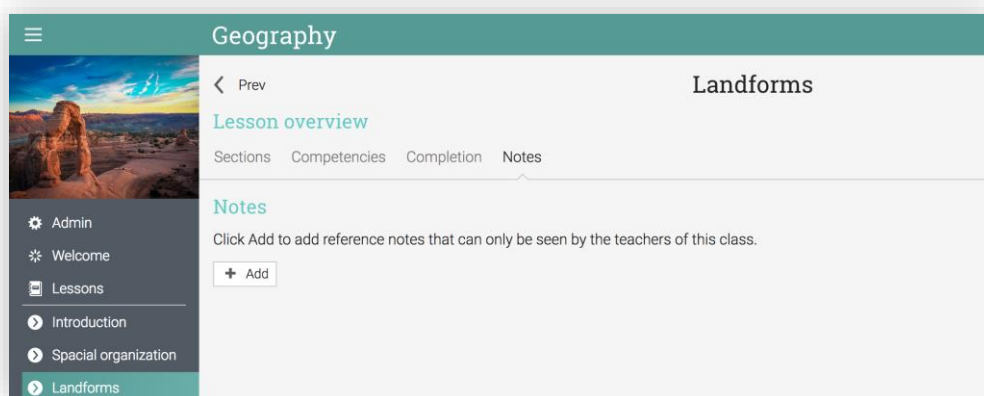 Geography
Prev
Landforms
Lesson overview
Sections Competencies Completion Notes
Notes
Click Add to add reference notes that can only be seen by the teachers of this class.
+ Add
Admin
Welcome
Lessons
Introduction
Spacial organization
Landforms